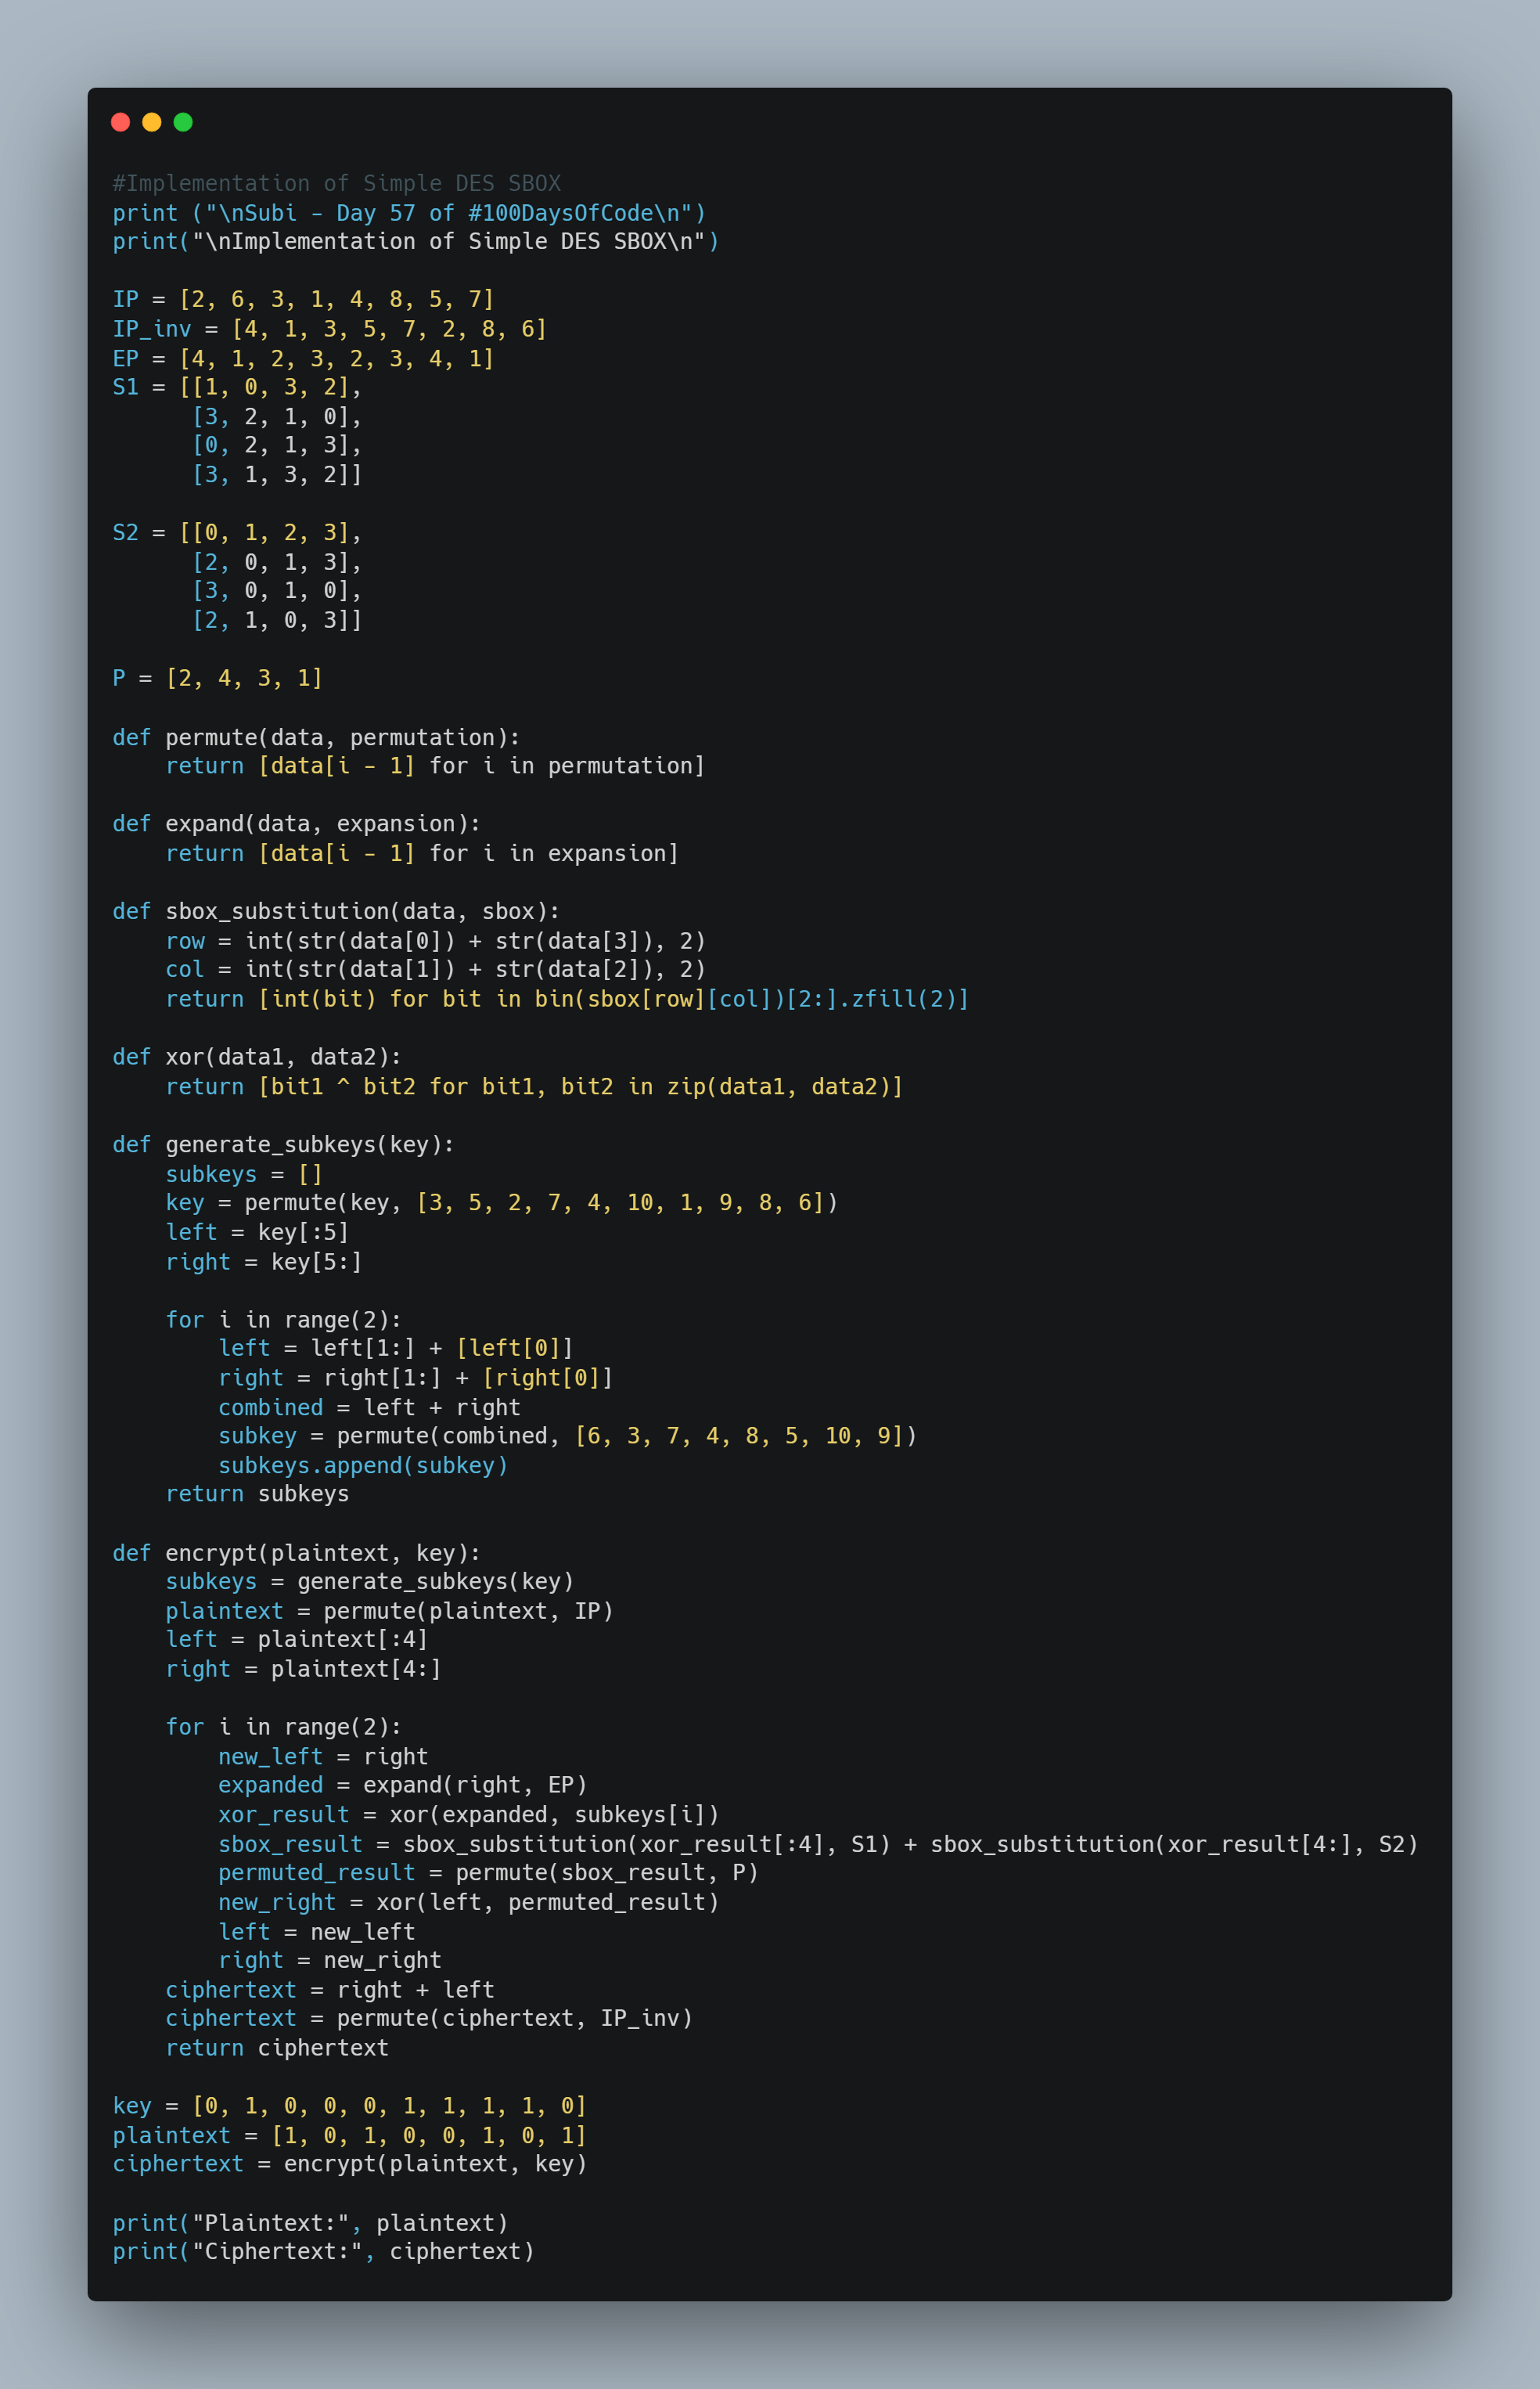 #Implementation of Simple DES SBOX
print ("\nSubi - Day 57 of #100DaysOfCode\n")
print("\nImplementation of Simple DES SBOX\n")

IP = [2, 6, 3, 1, 4, 8, 5, 7]
IP_inv = [4, 1, 3, 5, 7, 2, 8, 6]
EP = [4, 1, 2, 3, 2, 3, 4, 1]
S1 = [[1, 0, 3, 2],
      [3, 2, 1, 0],
      [0, 2, 1, 3],
      [3, 1, 3, 2]]

S2 = [[0, 1, 2, 3],
      [2, 0, 1, 3],
      [3, 0, 1, 0],
      [2, 1, 0, 3]]

P = [2, 4, 3, 1]

def permute(data, permutation):
    return [data[i - 1] for i in permutation]

def expand(data, expansion):
    return [data[i - 1] for i in expansion]

def sbox_substitution(data, sbox):
    row = int(str(data[0]) + str(data[3]), 2)
    col = int(str(data[1]) + str(data[2]), 2)
    return [int(bit) for bit in bin(sbox[row][col])[2:].zfill(2)]

def xor(data1, data2):
    return [bit1 ^ bit2 for bit1, bit2 in zip(data1, data2)]

def generate_subkeys(key):
    subkeys = []
    key = permute(key, [3, 5, 2, 7, 4, 10, 1, 9, 8, 6])
    left = key[:5]
    right = key[5:]

    for i in range(2):
        left = left[1:] + [left[0]]
        right = right[1:] + [right[0]]
        combined = left + right
        subkey = permute(combined, [6, 3, 7, 4, 8, 5, 10, 9])
        subkeys.append(subkey)
    return subkeys

def encrypt(plaintext, key):
    subkeys = generate_subkeys(key)
    plaintext = permute(plaintext, IP)
    left = plaintext[:4]
    right = plaintext[4:]

    for i in range(2):
        new_left = right
        expanded = expand(right, EP)
        xor_result = xor(expanded, subkeys[i])
        sbox_result = sbox_substitution(xor_result[:4], S1) + sbox_substitution(xor_result[4:], S2)
        permuted_result = permute(sbox_result, P)
        new_right = xor(left, permuted_result)
        left = new_left
        right = new_right
    ciphertext = right + left
    ciphertext = permute(ciphertext, IP_inv)
    return ciphertext

key = [0, 1, 0, 0, 0, 1, 1, 1, 1, 0]
plaintext = [1, 0, 1, 0, 0, 1, 0, 1]
ciphertext = encrypt(plaintext, key)

print("Plaintext:", plaintext)
print("Ciphertext:", ciphertext)